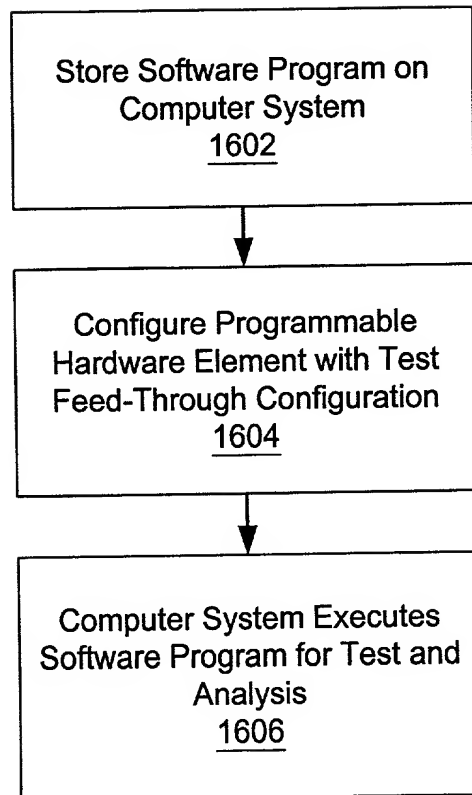 Store Software Program on
Computer System
1602
Configure Programmable
Hardware Element with Test
Feed-Through Configuration
1604
Computer System Executes
Software Program for Test and
Analysis
1606